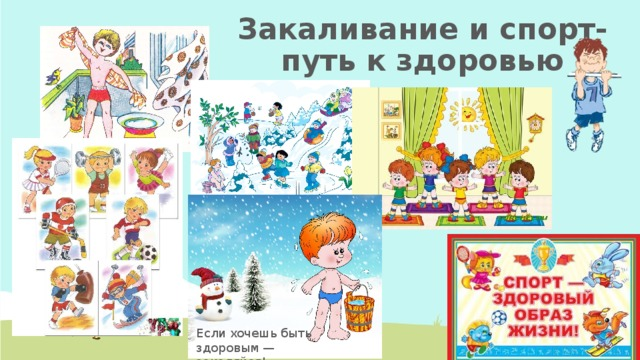 Закаливание и спорт-
путь к здоровью
Если хочешь быть
здоровым —
СПОРТ —
ЗДОРОВЫЙ
ОБРАЗ
ЖИЗНИ!